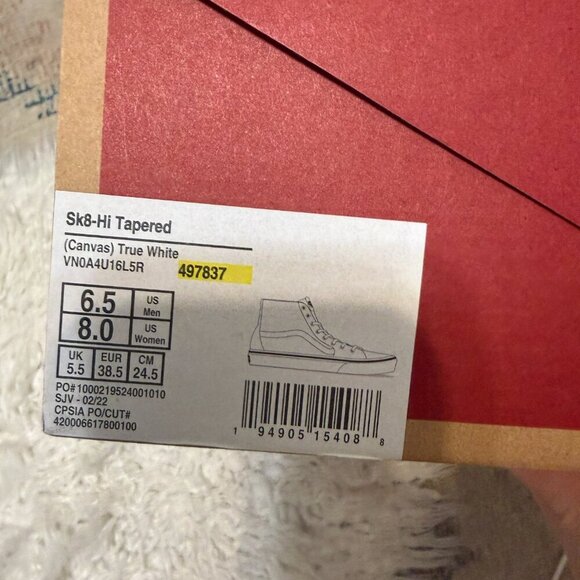 Sk8-Hi Tapered
(Canvas) True White
VN0A4U16L5R 497837
6.5 US Men
8.0 US Women
UK EUR CM
5.5 38.5 24.5
PO#1000219524001010
SJV - 02/22
CPSIA PO/CUT#
420006617800100
1 94905 15408 8